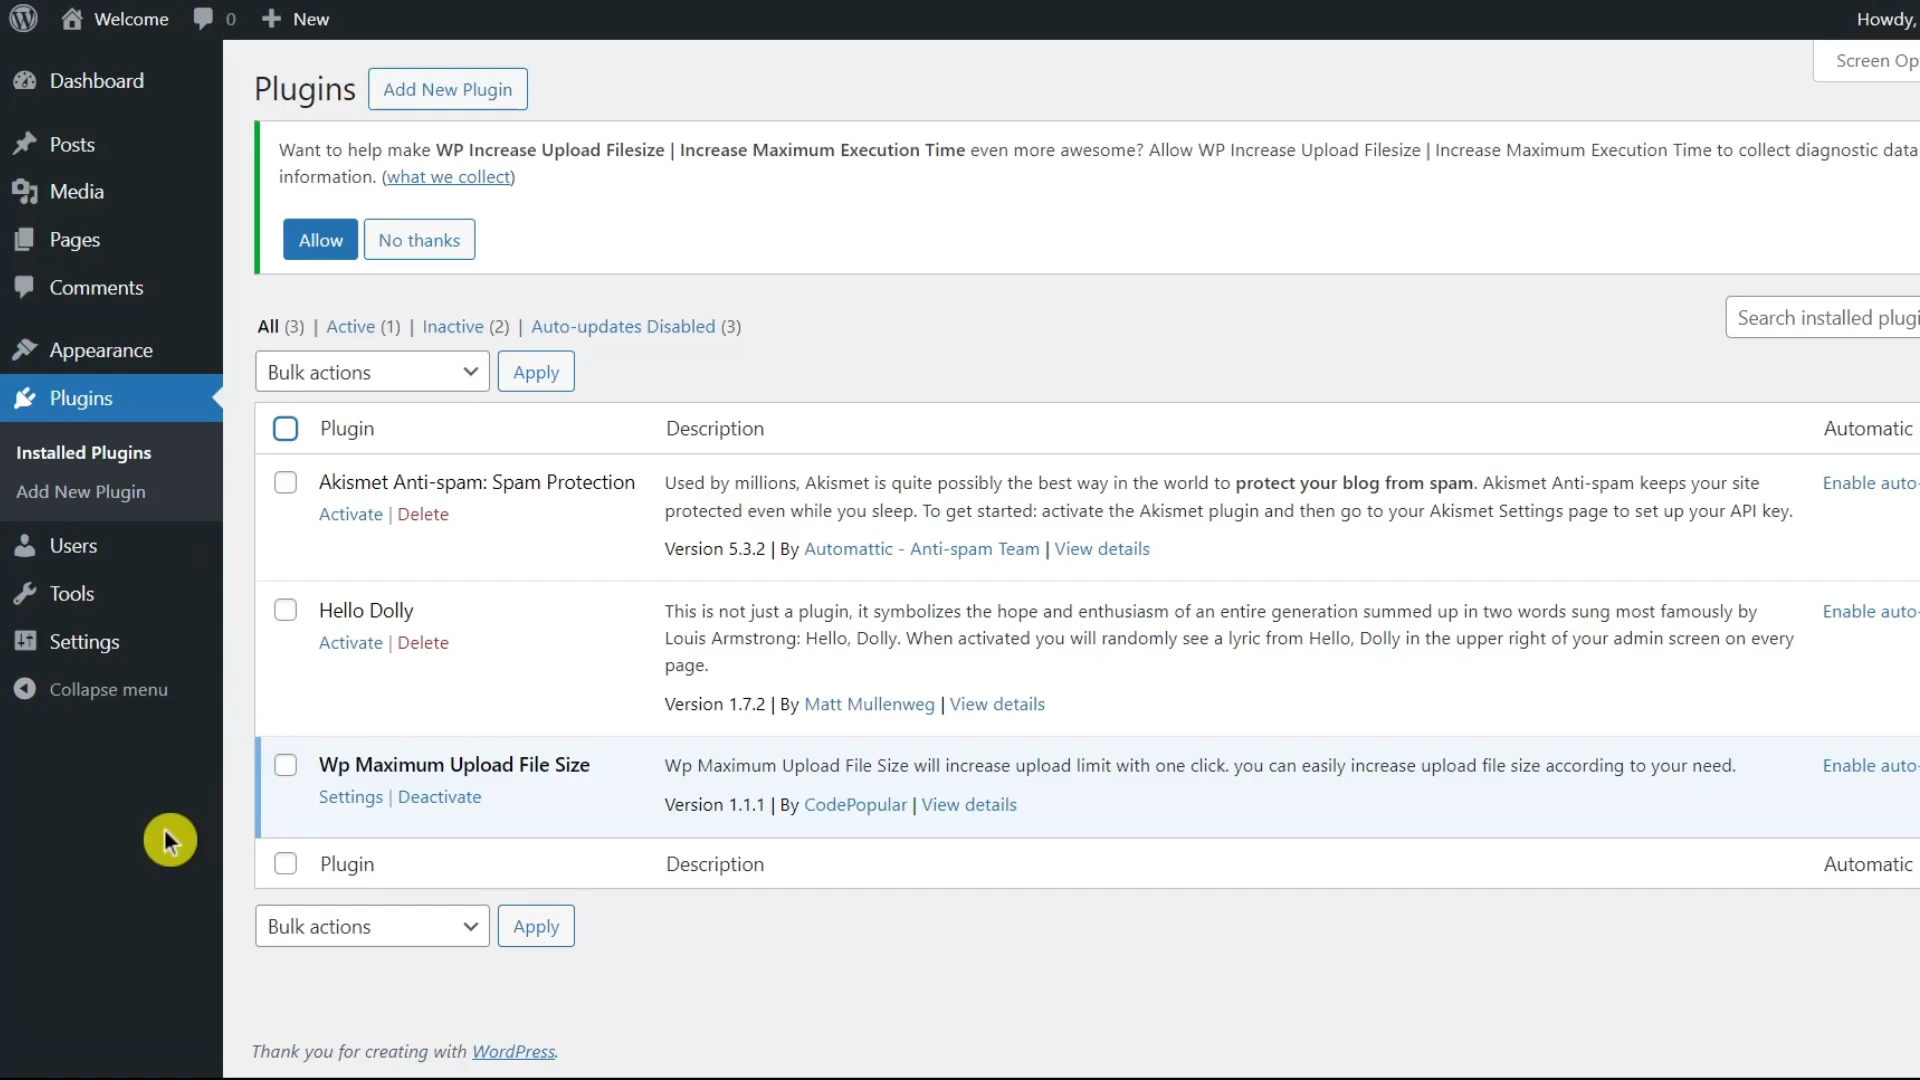 Welcome 0 New Howdy,
Dashboard
Posts
Media
Pages
Comments
Appearance
Plugins
Installed Plugins
Add New Plugin
Users
Tools
Settings
Collapse menu
Screen Op
Plugins Add New Plugin
Want to help make WP Increase Upload Filesize | Increase Maximum Execution Time even more awesome? Allow WP Increase Upload Filesize | Increase Maximum Execution Time to collect diagnostic data
information. (what we collect)
Allow No thanks
All (3) | Active (1) | Inactive (2) | Auto-updates Disabled (3)
Search installed plugi
Bulk actions Apply
Plugin Description Automatic
Akismet Anti-spam: Spam Protection
Activate | Delete
Used by millions, Akismet is quite possibly the best way in the world to protect your blog from spam. Akismet Anti-spam keeps your site
protected even while you sleep. To get started: activate the Akismet plugin and then go to your Akismet Settings page to set up your API key.
Version 5.3.2 | By Automattic - Anti-spam Team | View details
Enable auto-
Hello Dolly
Activate | Delete
This is not just a plugin, it symbolizes the hope and enthusiasm of an entire generation summed up in two words sung most famously by
Louis Armstrong: Hello, Dolly. When activated you will randomly see a lyric from Hello, Dolly in the upper right of your admin screen on every
page.
Version 1.7.2 | By Matt Mullenweg | View details
Enable auto-
Wp Maximum Upload File Size
Settings | Deactivate
Wp Maximum Upload File Size will increase upload limit with one click. you can easily increase upload file size according to your need.
Version 1.1.1 | By CodePopular | View details
Enable auto-
Plugin Description Automatic
Bulk actions Apply
Thank you for creating with WordPress.